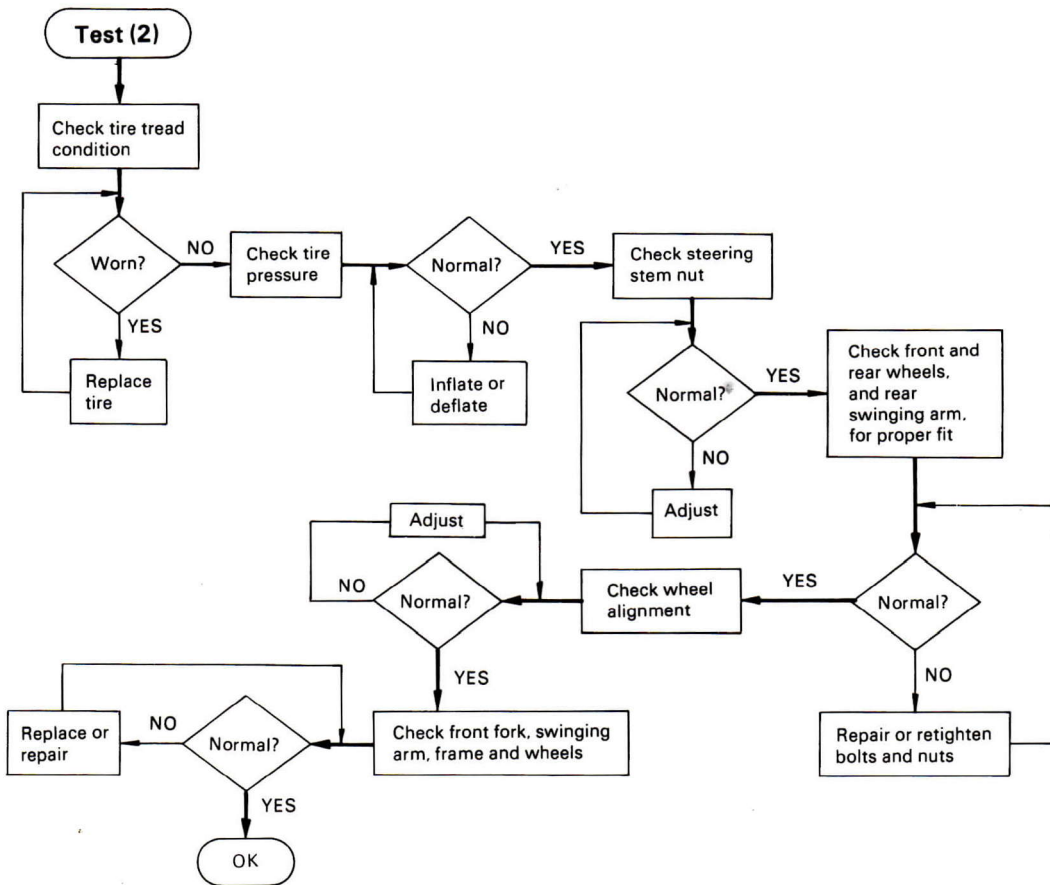 Test (2)
Check tire tread
condition
Worn?
NO
YES
Replace
tire
Check tire
pressure
Normal?
YES
NO
Inflate or
deflate
Check steering
stem nut
Normal?
YES
NO
Adjust
Check front and
rear wheels,
and rear
swinging arm,
for proper fit
Normal?
YES
NO
Repair or retighten
bolts and nuts
Check wheel
alignment
Normal?
NO
Adjust
YES
Check front fork, swinging
arm, frame and wheels
Normal?
NO
Replace or
repair
YES
OK